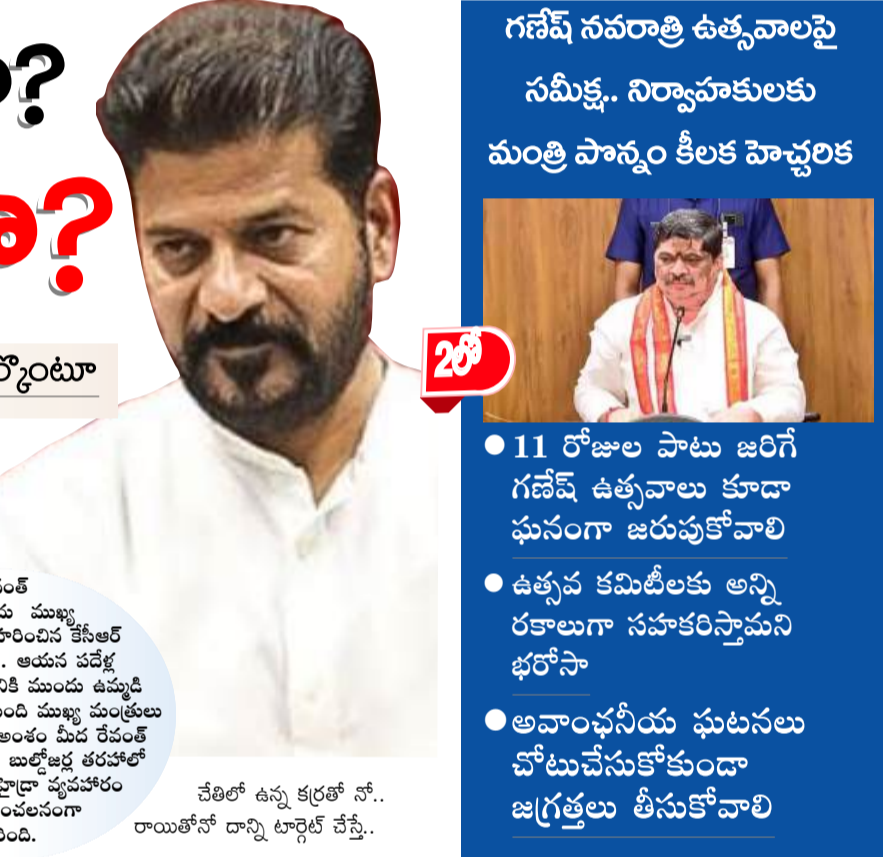 ?
?
ర్కొంటూ
ముఖ్య
హరించిన కేసీఆర్
.. ఆయన పదేళ్ల
నికి ముందు ఉమ్మడి
మంది ముఖ్య మంత్రులు
అంశం మీద రేవంత్
బుల్డోజర్ల తరహాలో
హైడ్రా వ్యవహారం
సంచలనంగా
చేతిలో ఉన్న కర్రతో నో..
రాయితోనో దాన్ని టార్గెట్ చేస్తే..
2లో
గణేష్ నవరాత్రి ఉత్సవాలపై
సమీక్ష.. నిర్వాహకులకు
మంత్రి పొన్నం కీలక హెచ్చరిక
● 11 రోజుల పాటు జరిగే
గణేష్ ఉత్సవాలు కూడా
ఘనంగా జరుపుకోవాలి
● ఉత్సవ కమిటీలకు అన్ని
రకాలుగా సహకరిస్తామని
భరోసా
● అవాంఛనీయ ఘటనలు
చోటుచేసుకోకుండా
జగ్రత్తలు తీసుకోవాలి